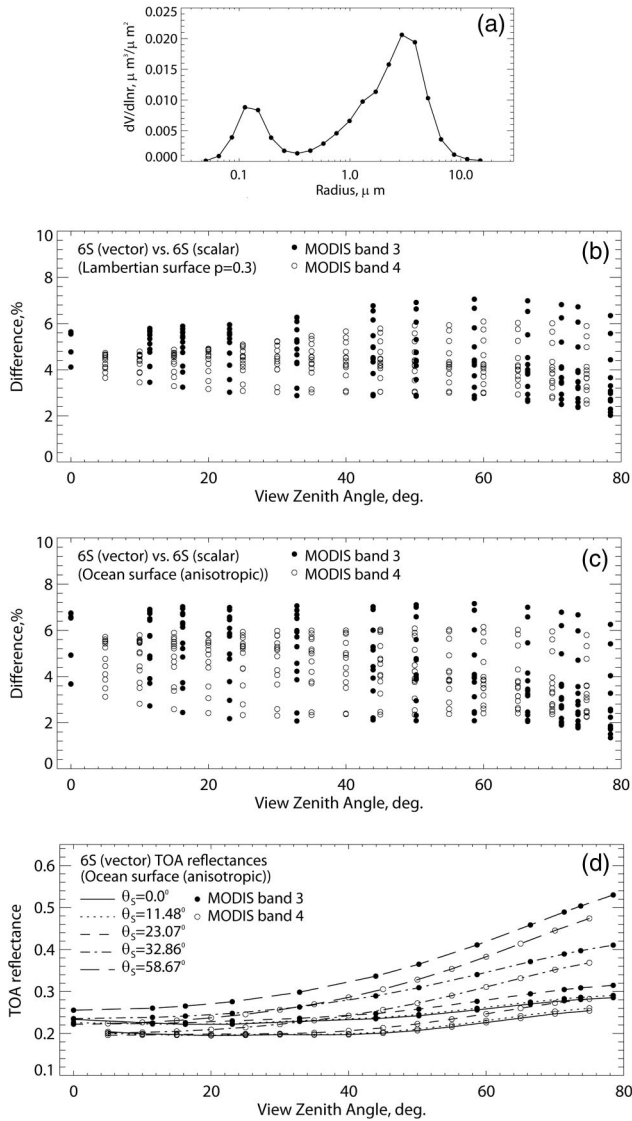 (a)
0.025
0.020
0.015
0.010
0.005
0.000
dV/dlnr, μ m³/μ m²
0.1
1.0
10.0
Radius, μ m
(b)
10
8
6
4
2
0
Difference,%
6S (vector) vs. 6S (scalar)
(Lambertian surface p=0.3)
MODIS band 3
MODIS band 4
0
20
40
60
80
View Zenith Angle, deg.
(c)
10
8
6
4
2
0
Difference,%
6S (vector) vs. 6S (scalar)
(Ocean surface (anisotropic))
MODIS band 3
MODIS band 4
0
20
40
60
80
View Zenith Angle, deg.
(d)
0.6
0.5
0.4
0.3
0.2
0.1
TOA reflectance
6S (vector) TOA reflectances
(Ocean surface (anisotropic))
θs=0.0⁰
θs=11.48⁰
θs=23.07⁰
θs=32.86⁰
θs=58.67⁰
MODIS band 3
MODIS band 4
0
20
40
60
80
View Zenith Angle, deg.